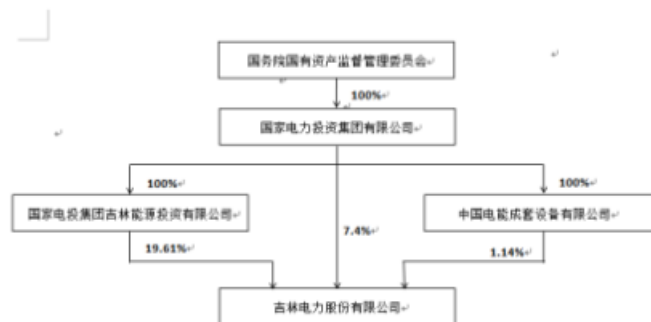 国务院国有资产监督管理委员会
100%
国家电力投资集团有限公司
100%
100%
国家电投集团吉林能源投资有限公司
7.4%
中国电能成套设备有限公司
19.61%
1.14%
吉林电力股份有限公司